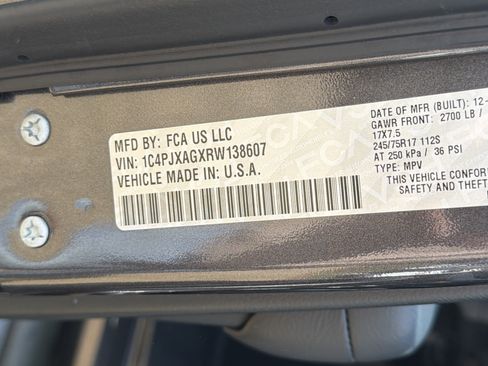 MFD BY: FCA US LLC
VIN: 1C4PJXAGXRW138607
VEHICLE MADE IN: U.S.A.
DATE OF MFR (BUILT): 12-
GAWR FRONT: 2700 LB /
17X7.5
245/75R17 112S
AT 250 kPa / 36 PSI
TYPE: MPV
THIS VEHICLE CONFOR
SAFETY AND THEFT